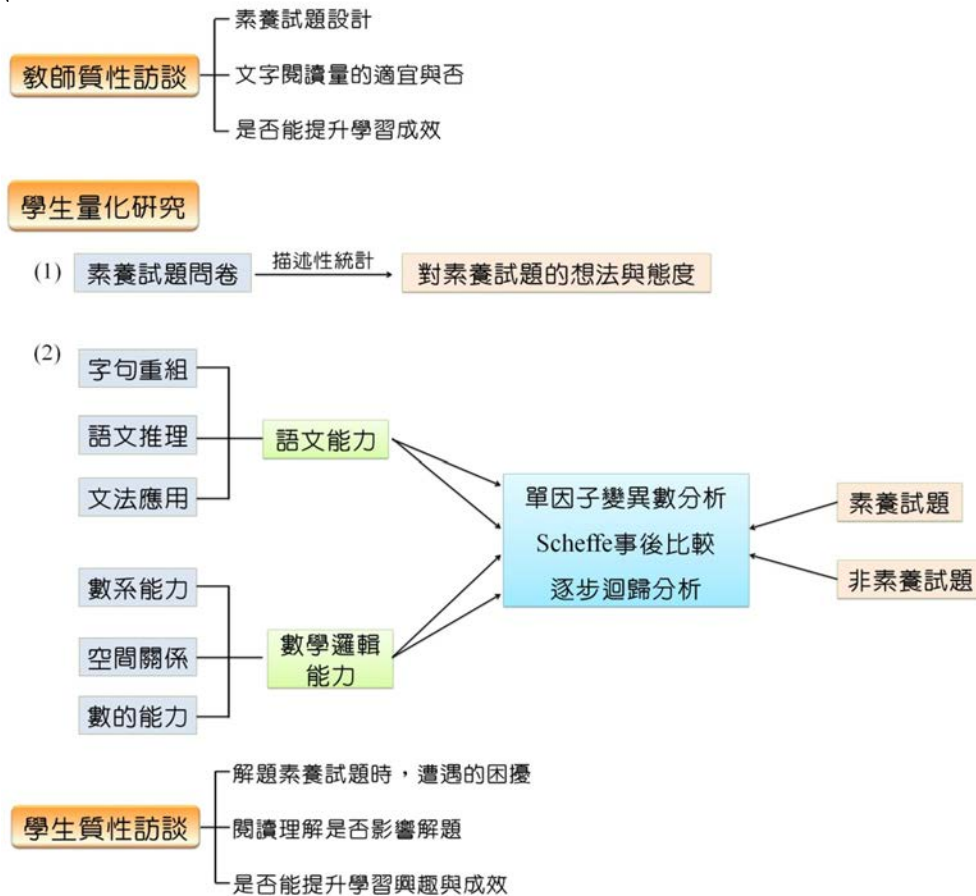 教師質性訪談
素養試題設計
文字閱讀量的適宜與否
是否能提升學習成效
學生量化研究
(1)
素養試題問卷
描述性統計
對素養試題的想法與態度
(2)
字句重組
語文推理
文法應用
語文能力
數系能力
空間關係
數的能力
數學邏輯
能力
單因子變異數分析
Scheffe事後比較
逐步迴歸分析
素養試題
非素養試題
學生質性訪談
解題素養試題時，遭遇的困擾
閱讀理解是否影響解題
是否能提升學習興趣與成效